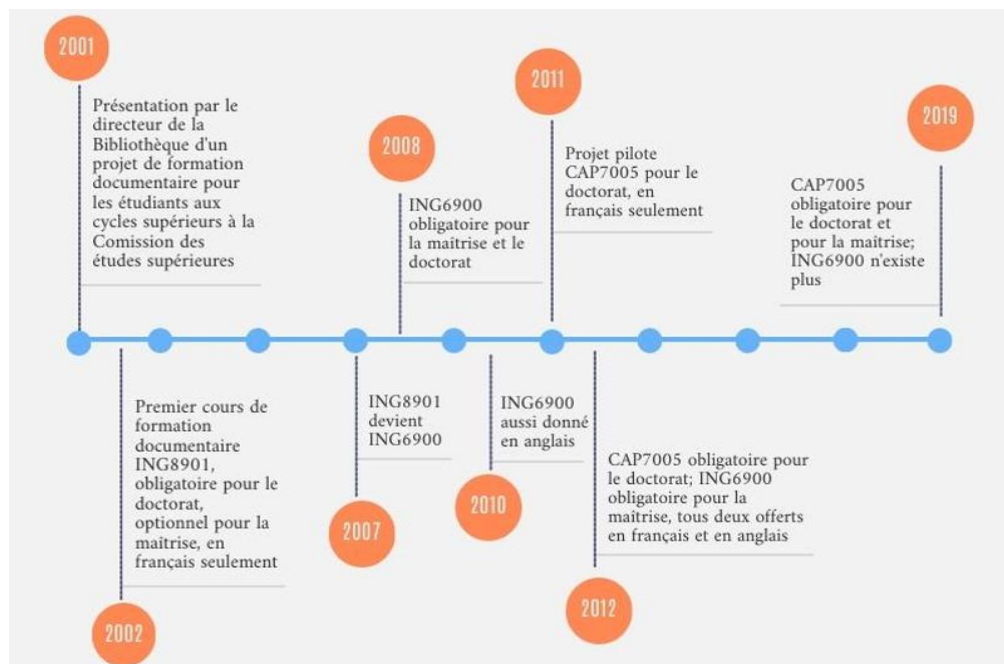 2001
Présentation par le
directeur de la
Bibliothèque d'un
projet de formation
documentaire pour
les étudiants aux
cycles supérieurs à la
Comission des
études supérieures
2002
Premier cours de
formation
documentaire
ING8901,
obligatoire pour le
doctorat,
optionnel pour la
maîtrise, en
français seulement
2007
ING8901
devient
ING6900
2008
ING6900
obligatoire pour
la maîtrise et le
doctorat
2010
ING6900
aussi donné
en anglais
2011
Projet pilote
CAP7005 pour le
doctorat, en
français seulement
2012
CAP7005 obligatoire pour
le doctorat; ING6900
obligatoire pour la
maîtrise, tous deux offerts
en français et en anglais
2019
CAP7005
obligatoire pour
le doctorat et
pour la maîtrise;
ING6900 n'existe
plus